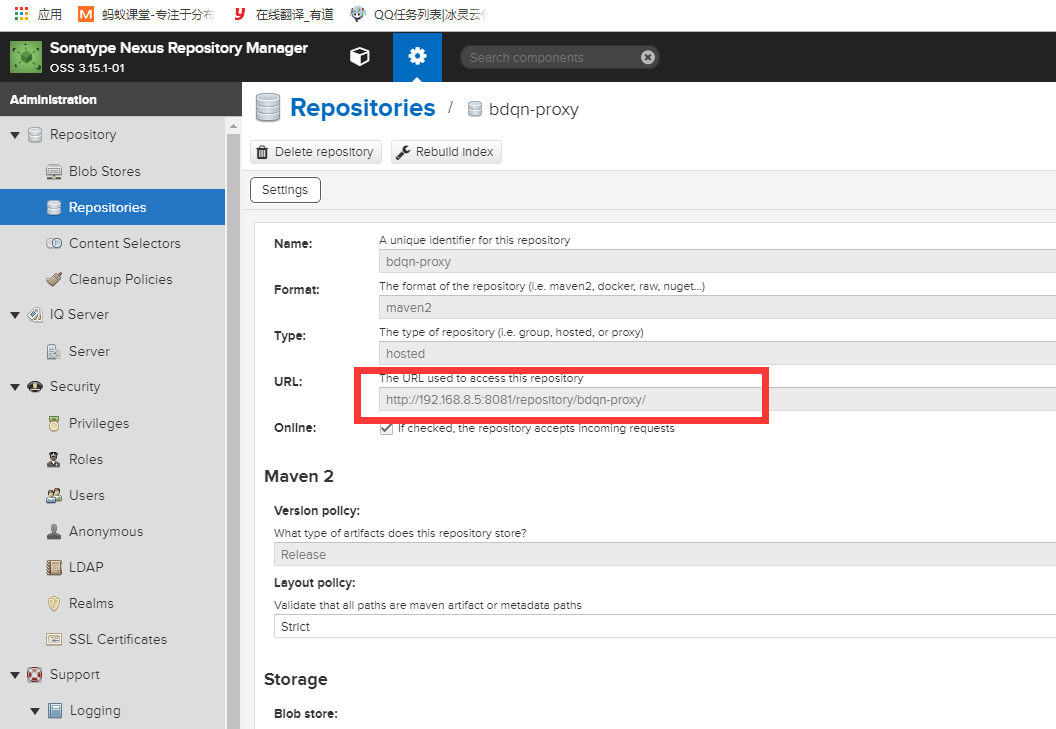 应用
蚂蚁课堂-专注于分布
在线翻译_有道
QQ任务列表|冰灵云
Sonatype Nexus Repository Manager
OSS 3.15.1-01
Search components
Administration
Repository
Blob Stores
Repositories
Content Selectors
Cleanup Policies
IQ Server
Server
Security
Privileges
Roles
Users
Anonymous
LDAP
Realms
SSL Certificates
Support
Logging
Repositories / bdqn-proxy
Delete repository
Rebuild index
Settings
Name:
A unique identifier for this repository
bdqn-proxy
Format:
The format of the repository (i.e. maven2, docker, raw, nuget...)
maven2
Type:
The type of repository (i.e. group, hosted, or proxy)
hosted
URL:
The URL used to access this repository
http://192.168.8.5:8081/repository/bdqn-proxy/
Online:
If checked, the repository accepts incoming requests
Maven 2
Version policy:
What type of artifacts does this repository store?
Release
Layout policy:
Validate that all paths are maven artifact or metadata paths
Strict
Storage
Blob store: